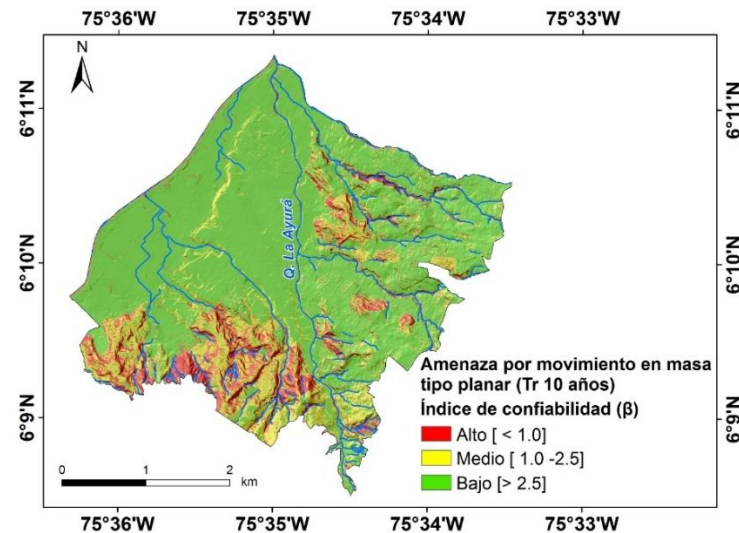 75°36'W 75°35'W 75°34'W 75°33'W
N
6°11'N 6°11'N
Q. La Ayurá
6°10'N 6°10'N
Amenaza por movimiento en masa
tipo planar (Tr 10 años)
Índice de confiabilidad (β)
6°9'N 6°9'N
Alto [ < 1.0]
Medio [ 1.0 -2.5]
Bajo [> 2.5]
0 1 2
km
75°36'W 75°35'W 75°34'W 75°33'W